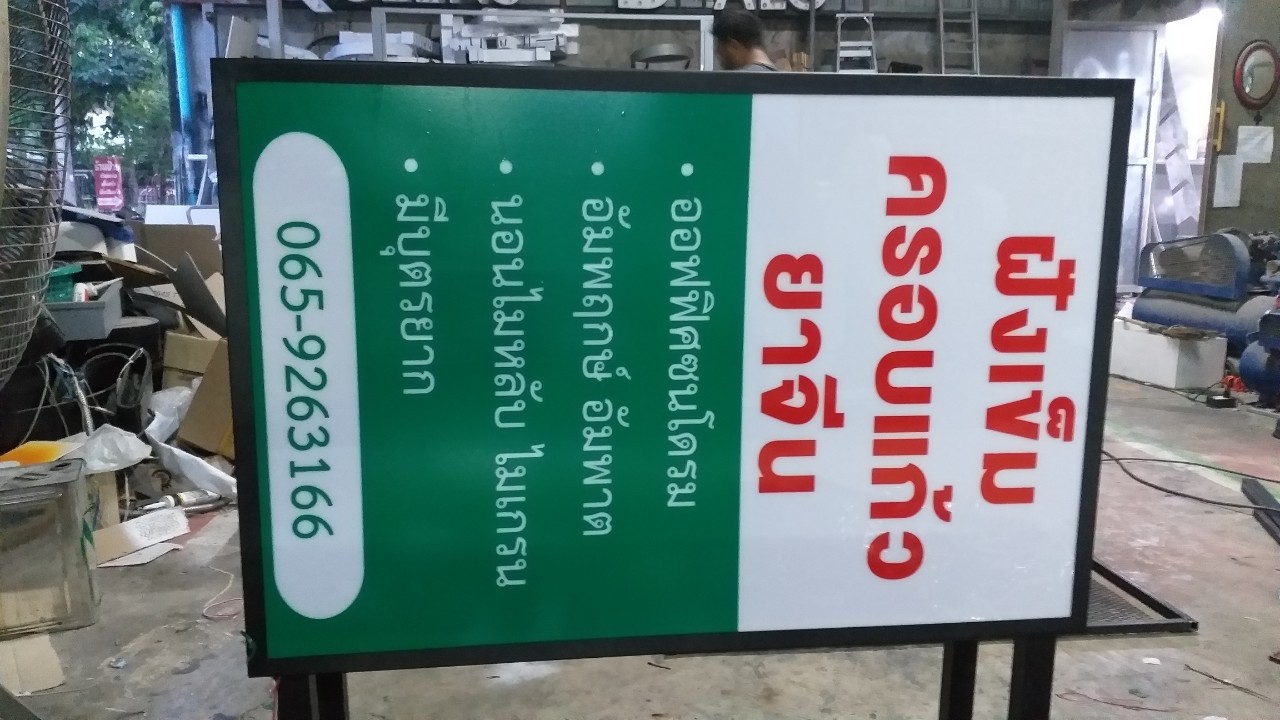 ฝังเข็ม
ครอบแก้ว
ยาจีน
• ออฟฟิศซินโดรม
• อัมพฤกษ์ อัมพาต
• นอนไม่หลับ ไมเกรน
• มีบุตรยาก
065-9263166